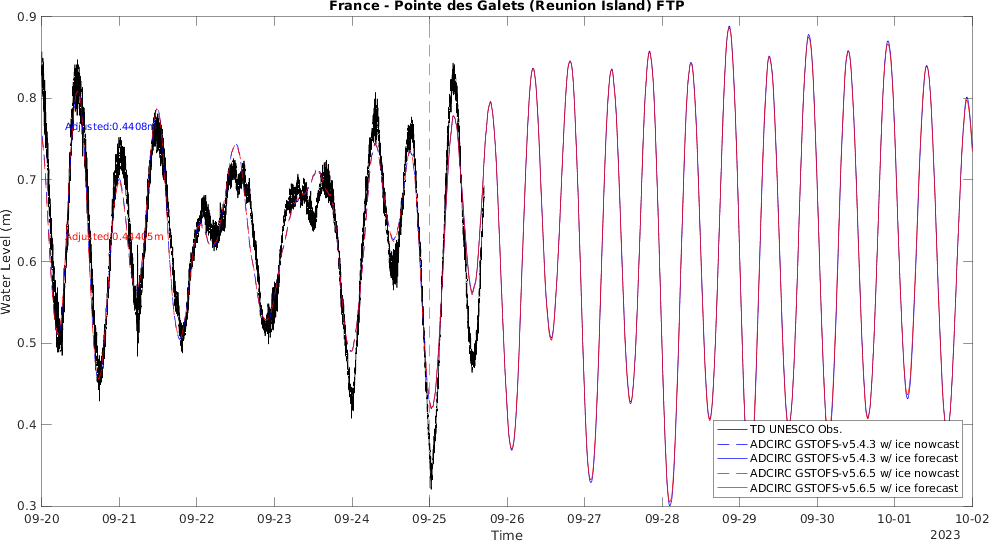 France - Pointe des Galets (Reunion Island) FTP
0.9
0.8
0.7
0.6
0.5
0.4
0.3
Water Level (m)
Adjusted:0.4408m
Adjusted:0.44405m
TD UNESCO Obs.
ADCIRC GSTOFS-v5.4.3 w/ ice nowcast
ADCIRC GSTOFS-v5.4.3 w/ ice forecast
ADCIRC GSTOFS-v5.6.5 w/ ice nowcast
ADCIRC GSTOFS-v5.6.5 w/ ice forecast
09-20 09-21 09-22 09-23 09-24 09-25 09-26 09-27 09-28 09-29 09-30 10-01 10-02
Time
2023